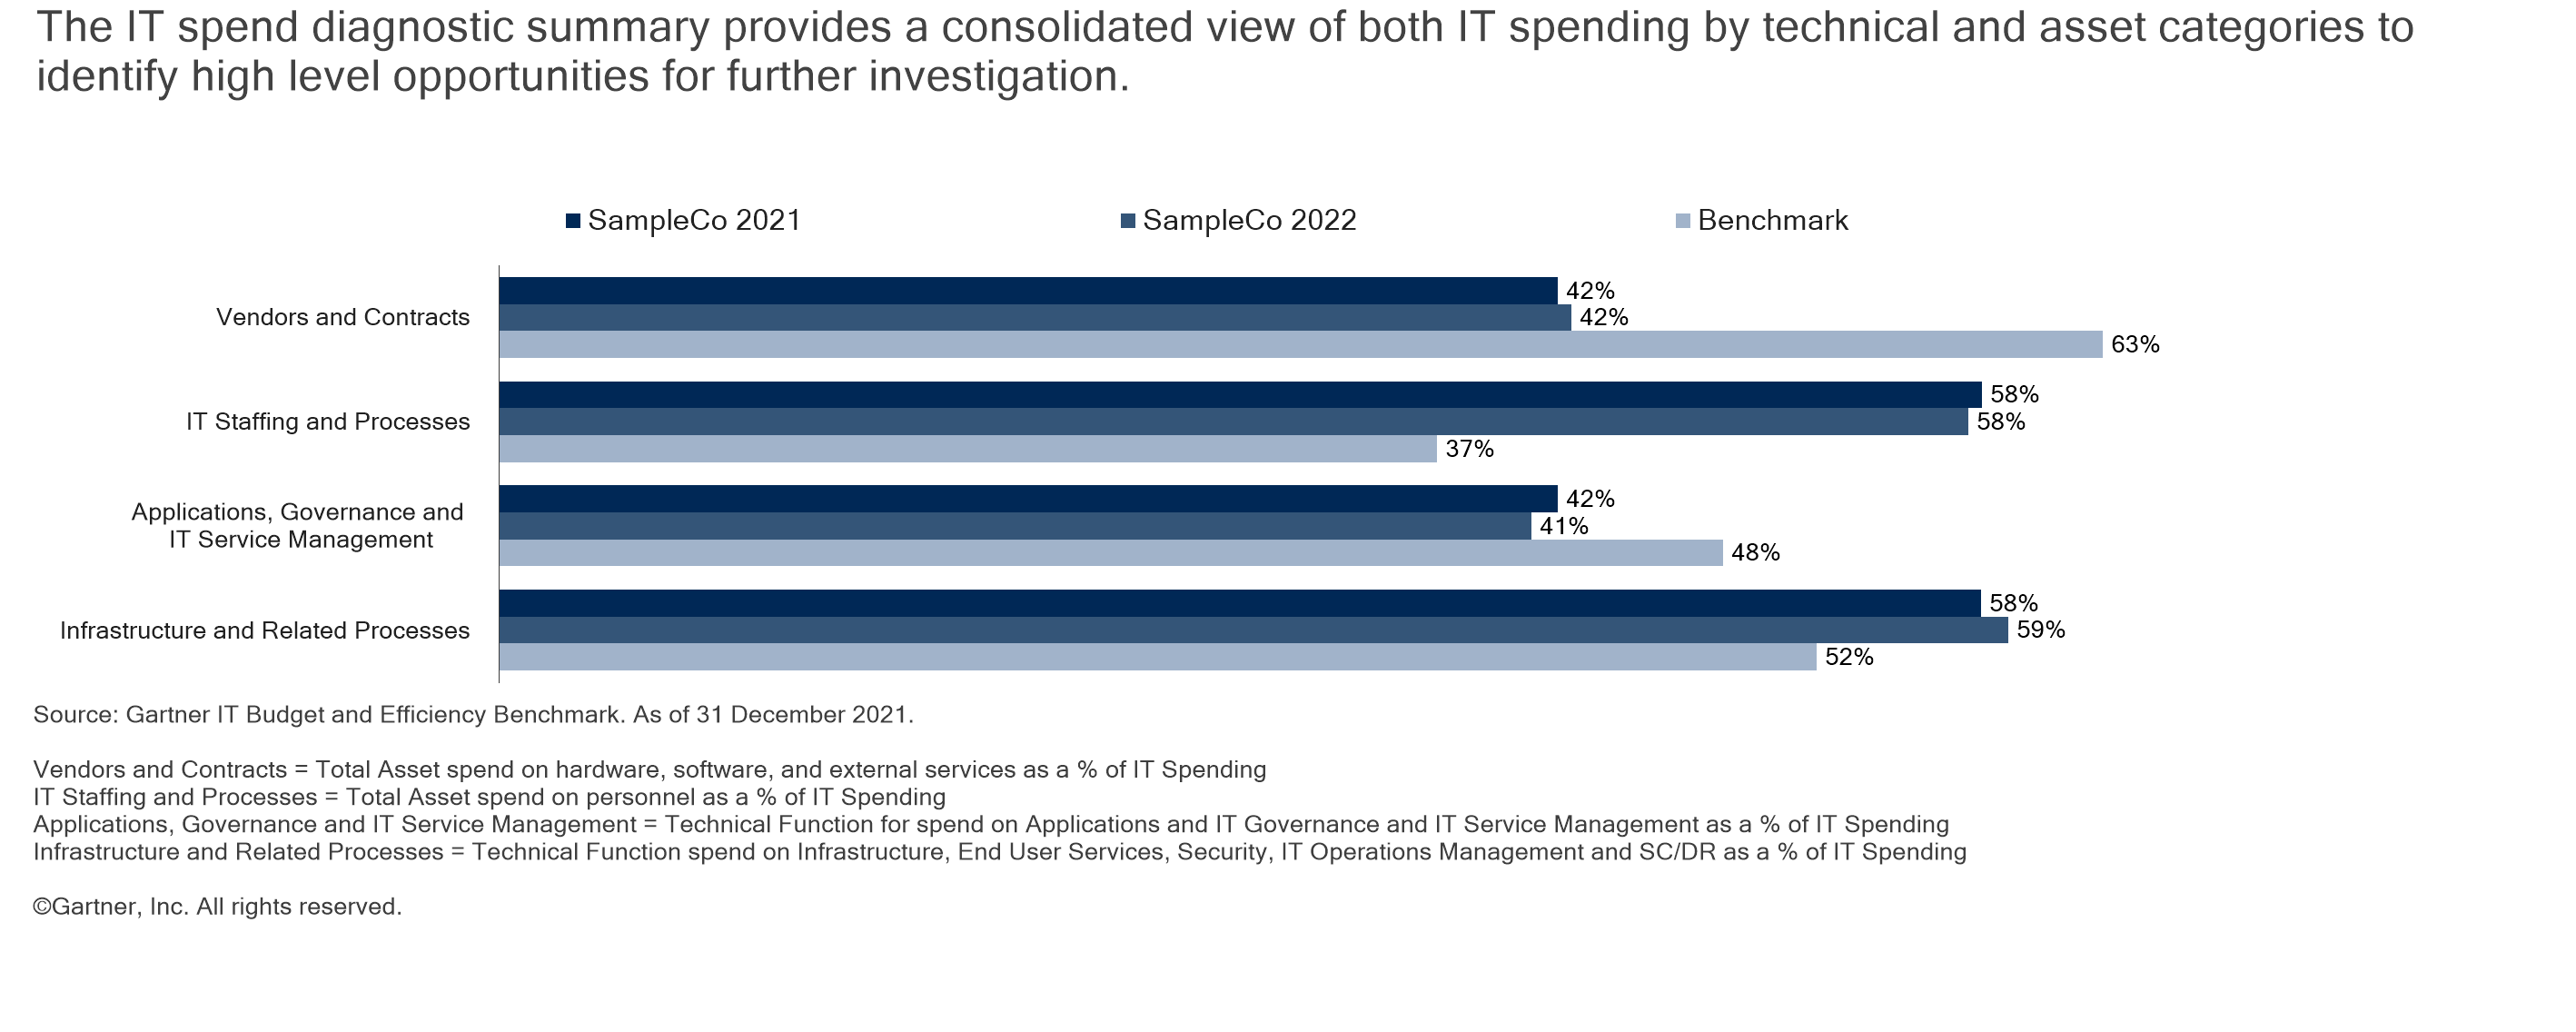 The IT spend diagnostic summary provides a consolidated view of both IT spending by technical and asset categories to
identify high level opportunities for further investigation.
SampleCo 2021
SampleCo 2022
Benchmark
Vendors and Contracts
42%
42%
63%
IT Staffing and Processes
58%
58%
37%
Applications, Governance and
IT Service Management
42%
41%
48%
Infrastructure and Related Processes
58%
59%
52%
Source: Gartner IT Budget and Efficiency Benchmark. As of 31 December 2021.
Vendors and Contracts = Total Asset spend on hardware, software, and external services as a % of IT Spending
IT Staffing and Processes = Total Asset spend on personnel as a % of IT Spending
Applications, Governance and IT Service Management = Technical Function for spend on Applications and IT Governance and IT Service Management as a % of IT Spending
Infrastructure and Related Processes = Technical Function spend on Infrastructure, End User Services, Security, IT Operations Management and SC/DR as a % of IT Spending
©Gartner, Inc. All rights reserved.